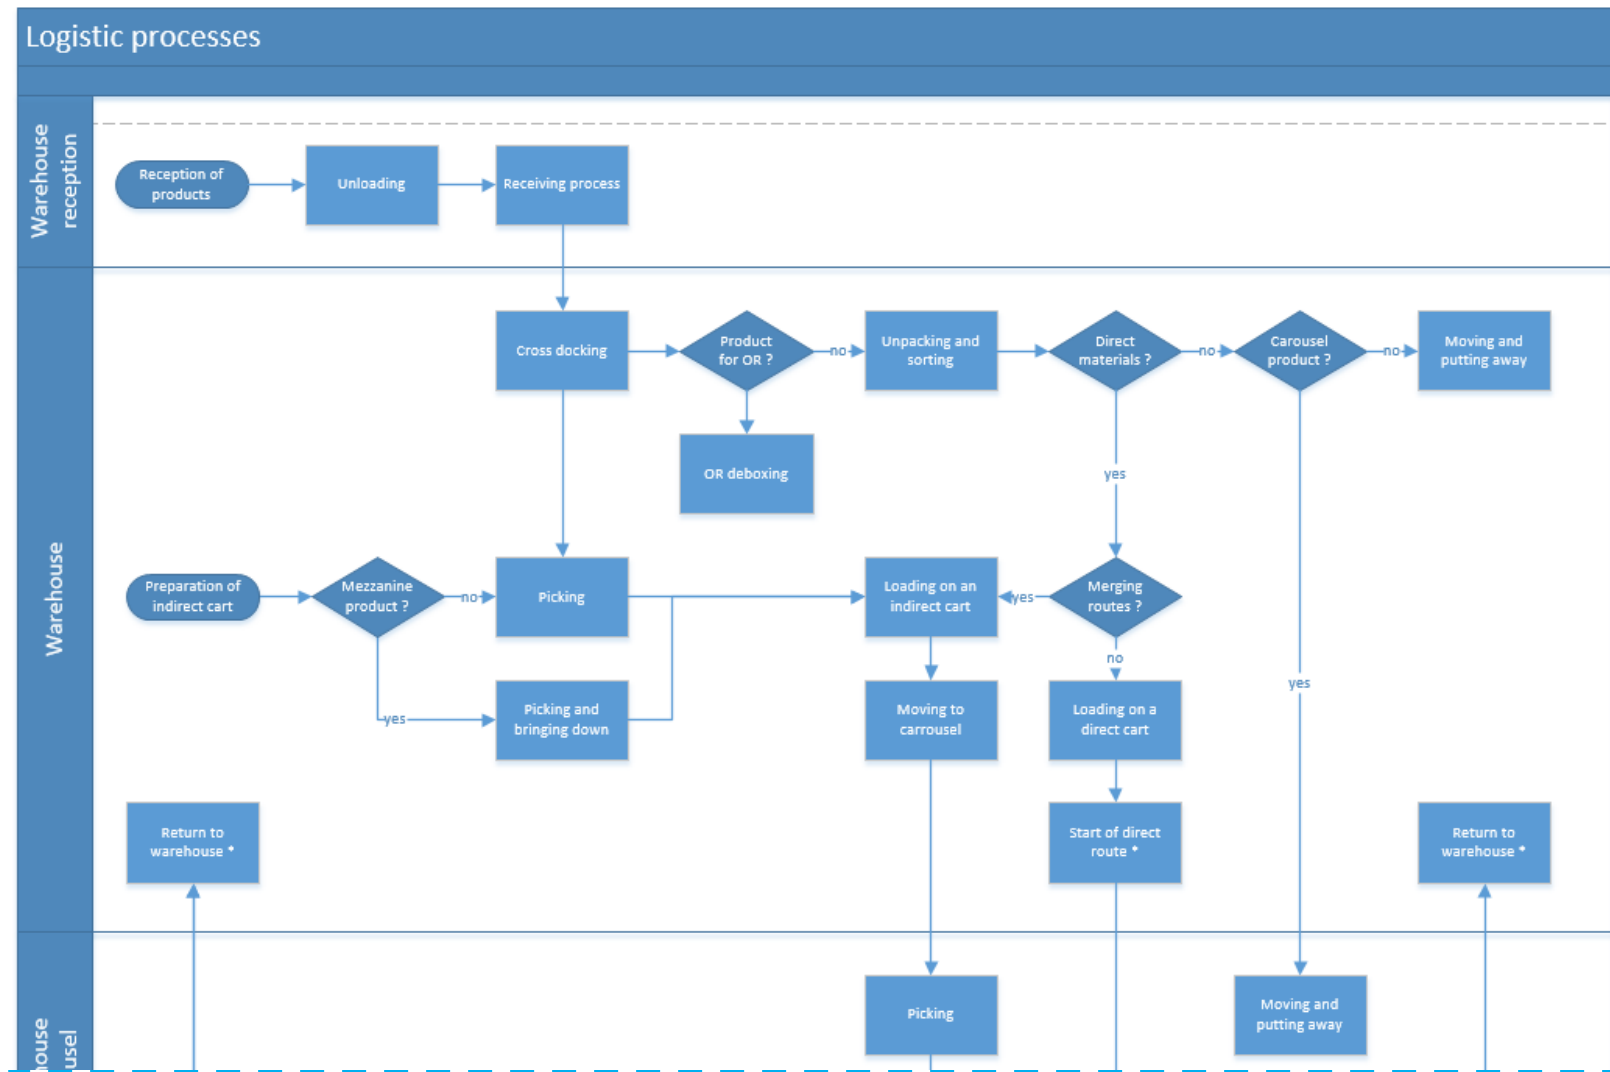 Logistic processes
Warehouse
reception
Reception of
products
Unloading
Receiving process
Warehouse
Cross docking
Product
for OR ?
no
Unpacking and
sorting
Direct
materials ?
no
Carousel
product ?
no
Moving and
putting away
OR deboxing
yes
Preparation of
indirect cart
Mezzanine
product ?
no
Picking
Loading on an
indirect cart
yes
Merging
routes ?
no
yes
yes
Picking and
bringing down
Moving to
carrousel
Loading on a
direct cart
Return to
warehouse *
Start of direct
route *
Return to
warehouse *
Picking
Moving and
putting away